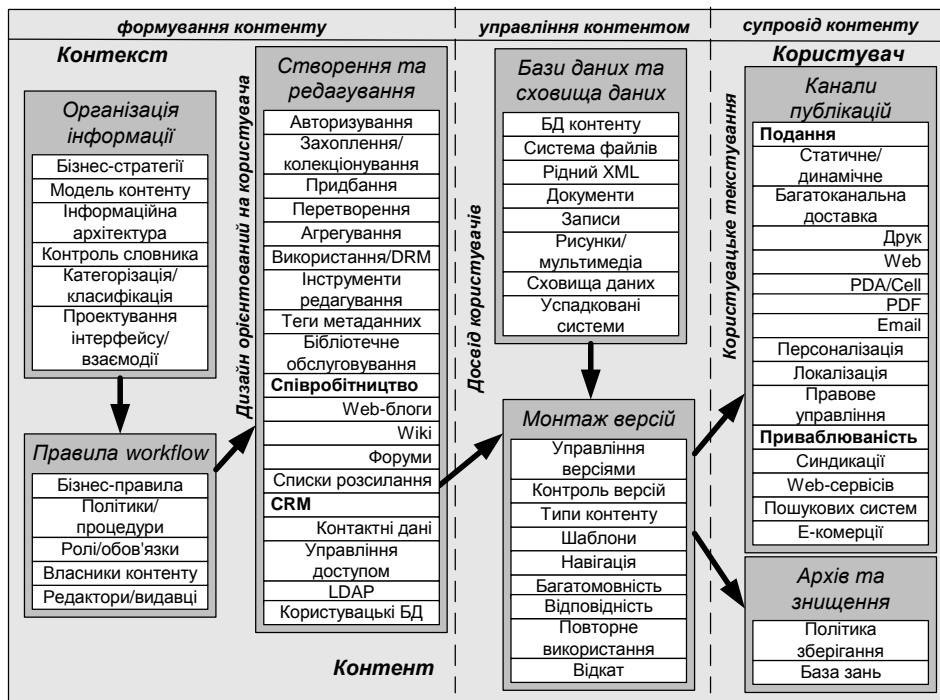 формування контенту
управління контентом
супровід контенту
Контекст
Організація
інформації
Бізнес-стратегії
Модель контенту
Інформаційна
архітектура
Контроль словника
Категорізація/
класифікація
Проектування
інтерфейсу/
взаємодії
Правила workflow
Бізнес-правила
Політики/
процедури
Ролі/обов'язки
Власники контенту
Редактори/видавці
Дизайн орієнтований на користувача
Створення та
редагування
Авторизування
Захоплення/
колекціонування
Придбання
Перетворення
Агрегування
Використання/DRM
Інструменти
редагування
Теги метаданних
Бібліотечне
обслуговування
Співробітництво
Web-блоги
Wiki
Форуми
Списки розсилання
CRM
Контактні дані
Управління
доступом
LDAP
Користувацькі БД
Контент
Досвід користувачів
Бази даних та
сховища даних
БД контенту
Система файлів
Рідний XML
Документи
Записи
Рисунки/
мультимедіа
Сховища даних
Успадковані
системи
Монтаж версій
Управління
версіями
Контроль версій
Типи контенту
Шаблони
Навігація
Багатомовність
Відповідність
Повторне
використання
Відкат
Користувацьке тестування
Користувач
Канали
публікацій
Подання
Статичне/
динамічне
Багатоканальна
доставка
Друк
Web
PDA/Cell
PDF
Email
Персоналізація
Локалізація
Правове
управління
Приваблюваність
Синдикації
Web-сервісів
Пошукових систем
Е-комерції
Архів та
знищення
Політика
зберігання
База зань